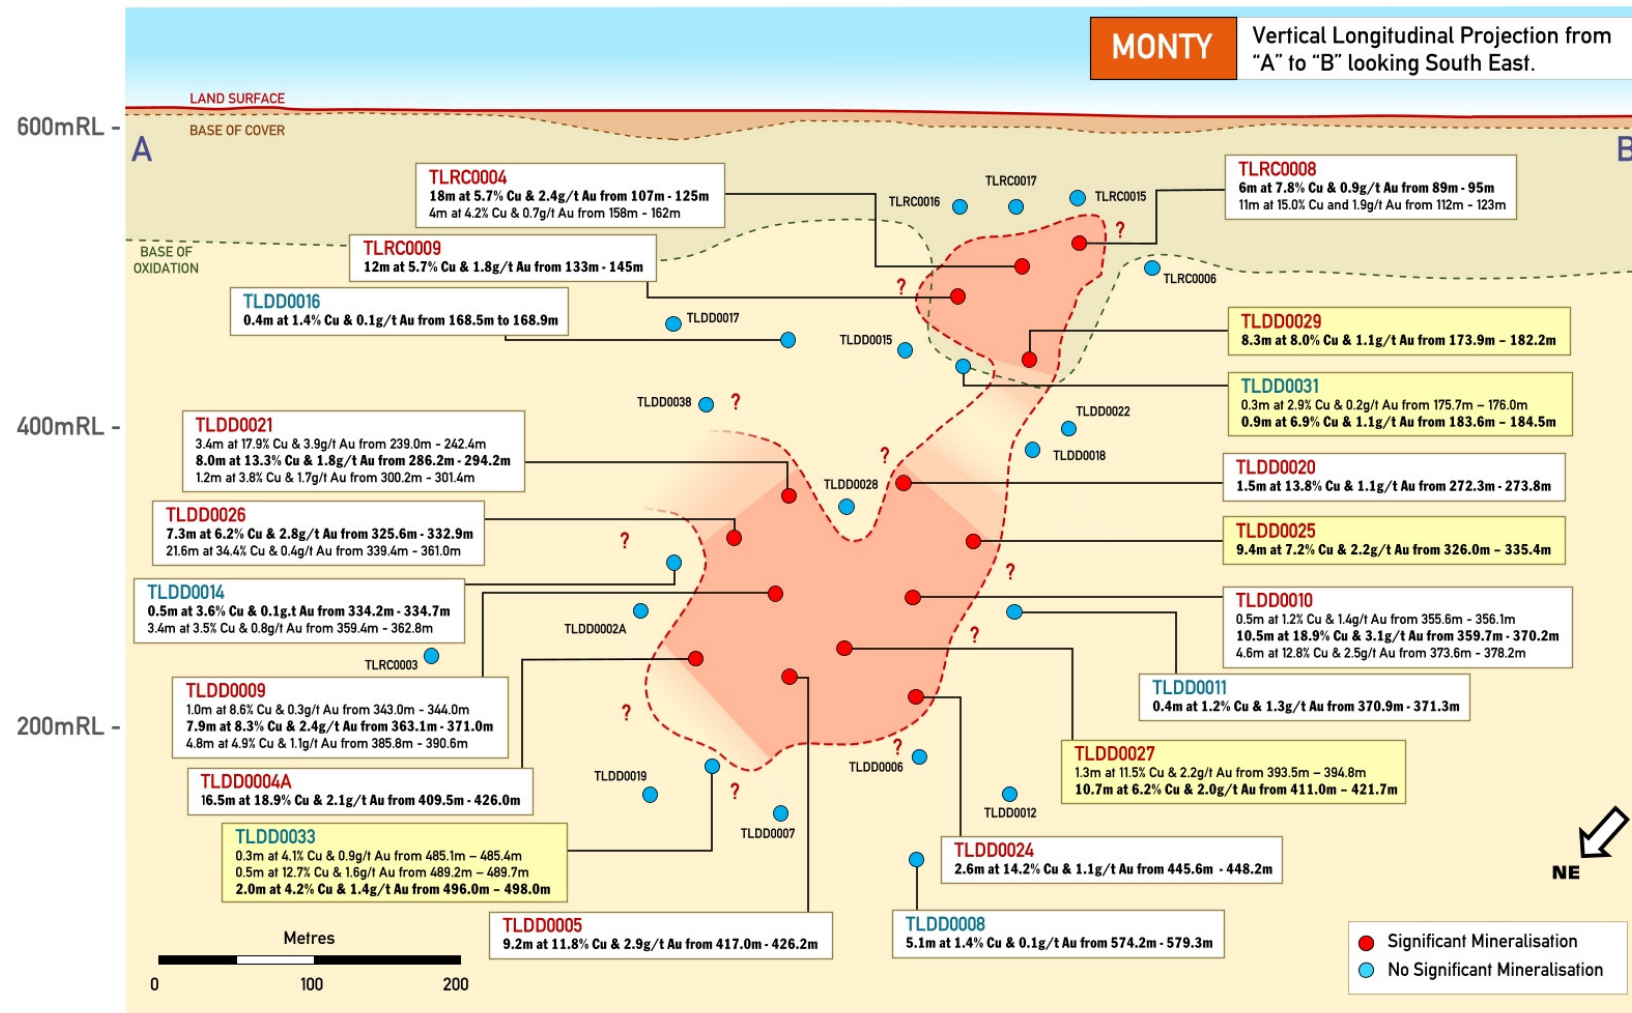 MONTY
Vertical Longitudinal Projection from
“A” to “B” looking South East.
LAND SURFACE
600mRL -
BASE OF COVER
A
B
TLRC0004
18m at 5.7% Cu & 2.4g/t Au from 107m - 125m
4m at 4.2% Cu & 0.7g/t Au from 158m - 162m
TLRC0017
TLRC0016
TLRC0015
TLRC0008
6m at 7.8% Cu & 0.9g/t Au from 89m - 95m
11m at 15.0% Cu and 1.9g/t Au from 112m - 123m
?
BASE OF
OXIDATION
TLRC0009
12m at 5.7% Cu & 1.8g/t Au from 133m - 145m
TLRC0006
?
TLDD0016
0.4m at 1.4% Cu & 0.1g/t Au from 168.5m to 168.9m
TLDD0017
TLDD0015
TLDD0029
8.3m at 8.0% Cu & 1.1g/t Au from 173.9m – 182.2m
TLDD0031
0.3m at 2.9% Cu & 0.2g/t Au from 175.7m – 176.0m
0.9m at 6.9% Cu & 1.1g/t Au from 183.6m – 184.5m
TLDD0038
?
TLDD0022
TLDD0018
400mRL -
TLDD0021
3.4m at 17.9% Cu & 3.9g/t Au from 239.0m - 242.4m
8.0m at 13.3% Cu & 1.8g/t Au from 286.2m - 294.2m
1.2m at 3.8% Cu & 1.7g/t Au from 300.2m - 301.4m
?
TLDD0028
TLDD0020
1.5m at 13.8% Cu & 1.1g/t Au from 272.3m - 273.8m
TLDD0026
7.3m at 6.2% Cu & 2.8g/t Au from 325.6m - 332.9m
21.6m at 34.4% Cu & 0.4g/t Au from 339.4m - 361.0m
?
TLDD0025
9.4m at 7.2% Cu & 2.2g/t Au from 326.0m – 335.4m
?
TLDD0014
0.5m at 3.6% Cu & 0.1g.t Au from 334.2m - 334.7m
3.4m at 3.5% Cu & 0.8g/t Au from 359.4m - 362.8m
TLDD0002A
TLDD0010
0.5m at 1.2% Cu & 1.4g/t Au from 355.6m - 356.1m
10.5m at 18.9% Cu & 3.1g/t Au from 359.7m - 370.2m
4.6m at 12.8% Cu & 2.5g/t Au from 373.6m - 378.2m
?
TLRC0003
TLDD0009
1.0m at 8.6% Cu & 0.3g/t Au from 343.0m - 344.0m
7.9m at 8.3% Cu & 2.4g/t Au from 363.1m - 371.0m
4.8m at 4.9% Cu & 1.1g/t Au from 385.8m - 390.6m
TLDD0011
0.4m at 1.2% Cu & 1.3g/t Au from 370.9m - 371.3m
?
200mRL -
?
TLDD0006
TLDD0027
1.3m at 11.5% Cu & 2.2g/t Au from 393.5m – 394.8m
10.7m at 6.2% Cu & 2.0g/t Au from 411.0m – 421.7m
TLDD0004A
16.5m at 18.9% Cu & 2.1g/t Au from 409.5m - 426.0m
TLDD0019
?
TLDD0007
TLDD0012
TLDD0033
0.3m at 4.1% Cu & 0.9g/t Au from 485.1m – 485.4m
0.5m at 12.7% Cu & 1.6g/t Au from 489.2m – 489.7m
2.0m at 4.2% Cu & 1.4g/t Au from 496.0m – 498.0m
TLDD0024
2.6m at 14.2% Cu & 1.1g/t Au from 445.6m - 448.2m
NE
TLDD0005
9.2m at 11.8% Cu & 2.9g/t Au from 417.0m - 426.2m
TLDD0008
5.1m at 1.4% Cu & 0.1g/t Au from 574.2m - 579.3m
Metres
0 100 200
Significant Mineralisation
No Significant Mineralisation